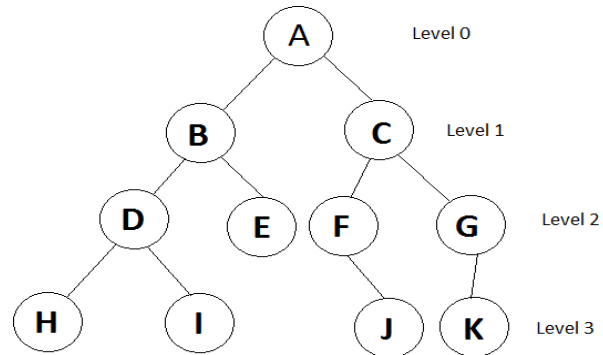 A Level 0
B C Level 1
D E F G Level 2
H I J K Level 3